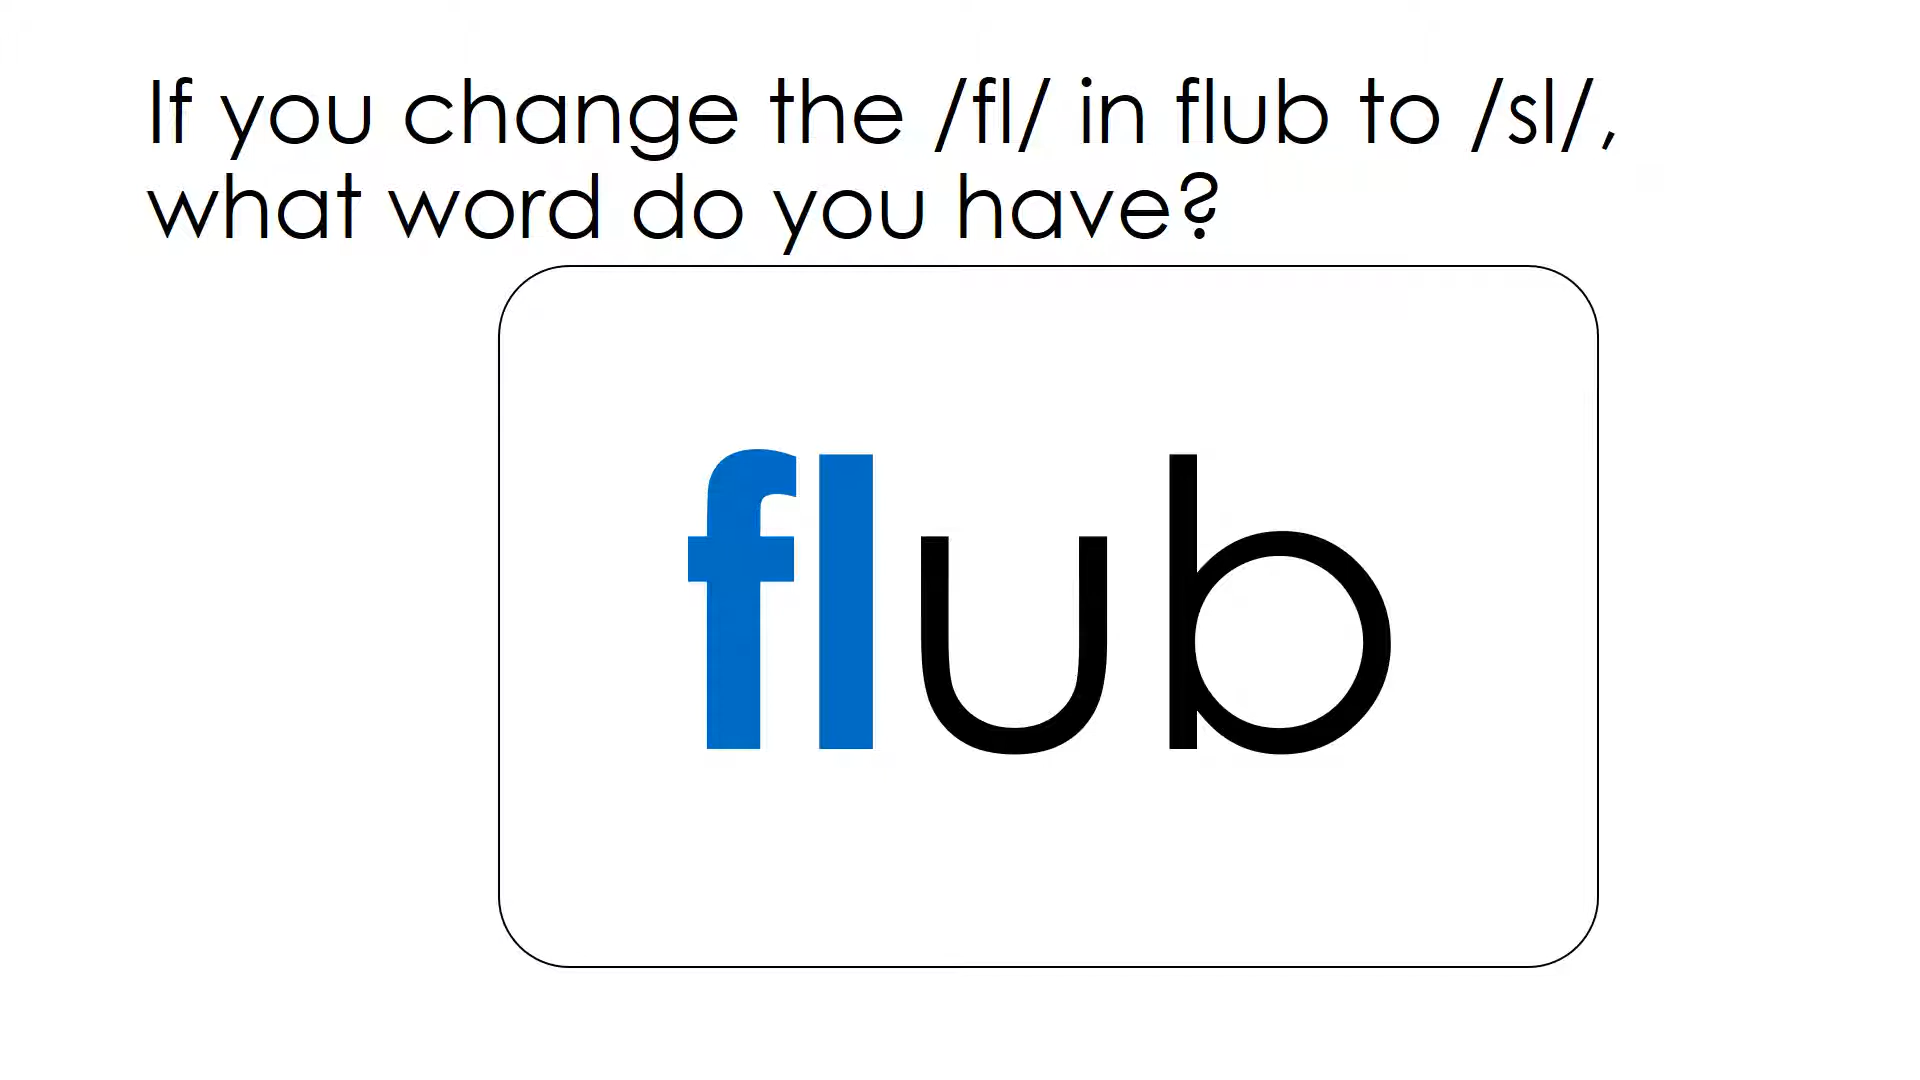 If you change the /fl/ in flub to /sl/,
what word do you have?
flub